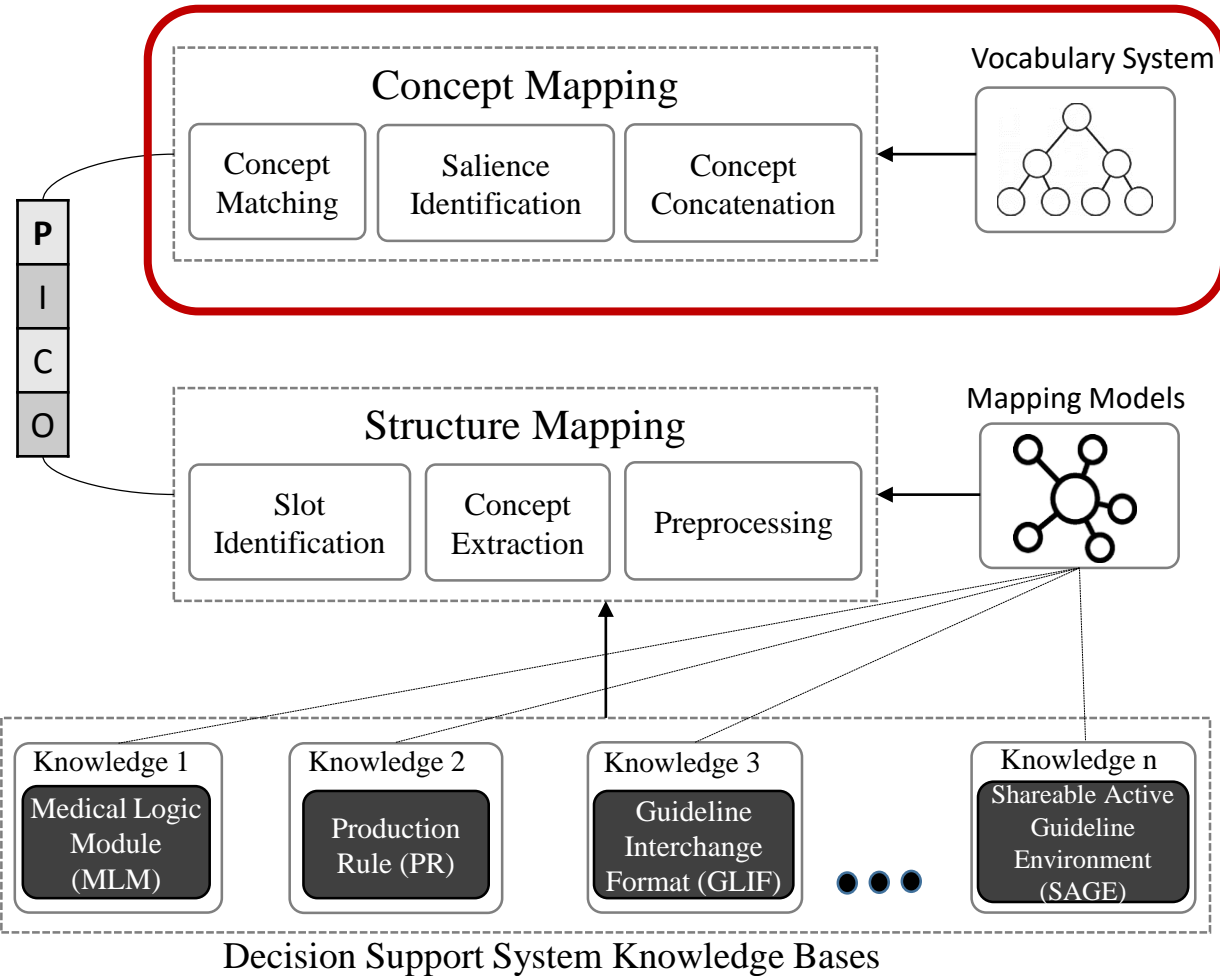 Vocabulary System
Concept Mapping
Concept
Matching
Salience
Identification
Concept
Concatenation
P
I
C
O
Mapping Models
Structure Mapping
Slot
Identification
Concept
Extraction
Preprocessing
Knowledge 1
Medical Logic
Module
(MLM)
Knowledge 2
Production
Rule (PR)
Knowledge 3
Guideline
Interchange
Format (GLIF)
Knowledge n
Shareable Active
Guideline
Environment
(SAGE)
Decision Support System Knowledge Bases